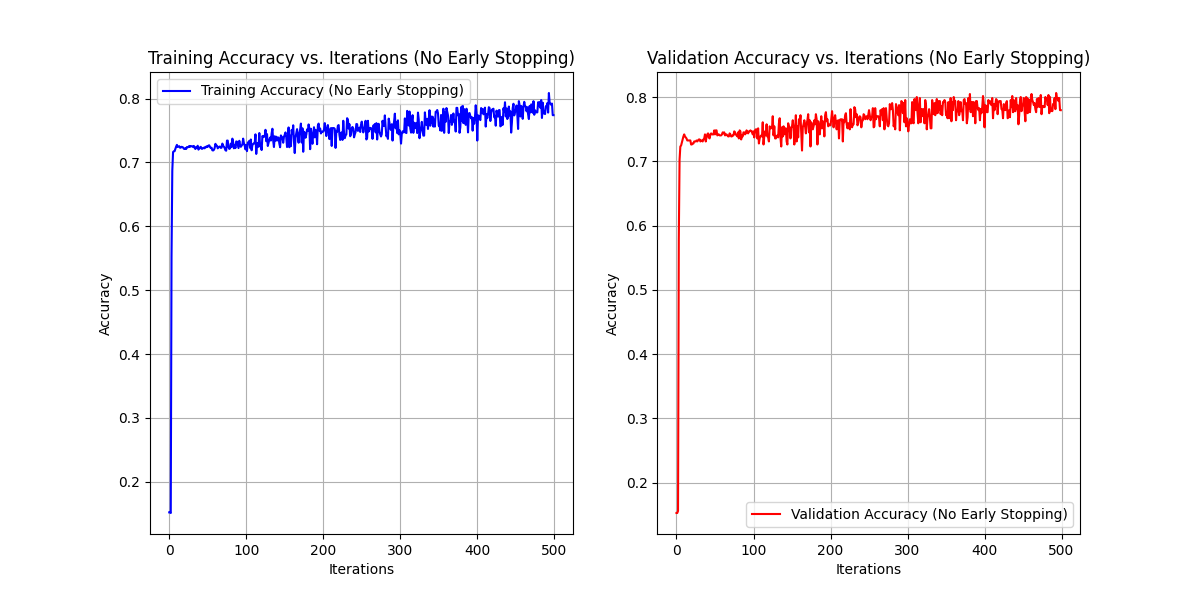 Training Accuracy vs. Iterations (No Early Stopping)
Training Accuracy (No Early Stopping)
Accuracy
0.8
0.7
0.6
0.5
0.4
0.3
0.2
0 100 200 300 400 500
Iterations
Validation Accuracy vs. Iterations (No Early Stopping)
Accuracy
0.8
0.7
0.6
0.5
0.4
0.3
0.2
Validation Accuracy (No Early Stopping)
0 100 200 300 400 500
Iterations